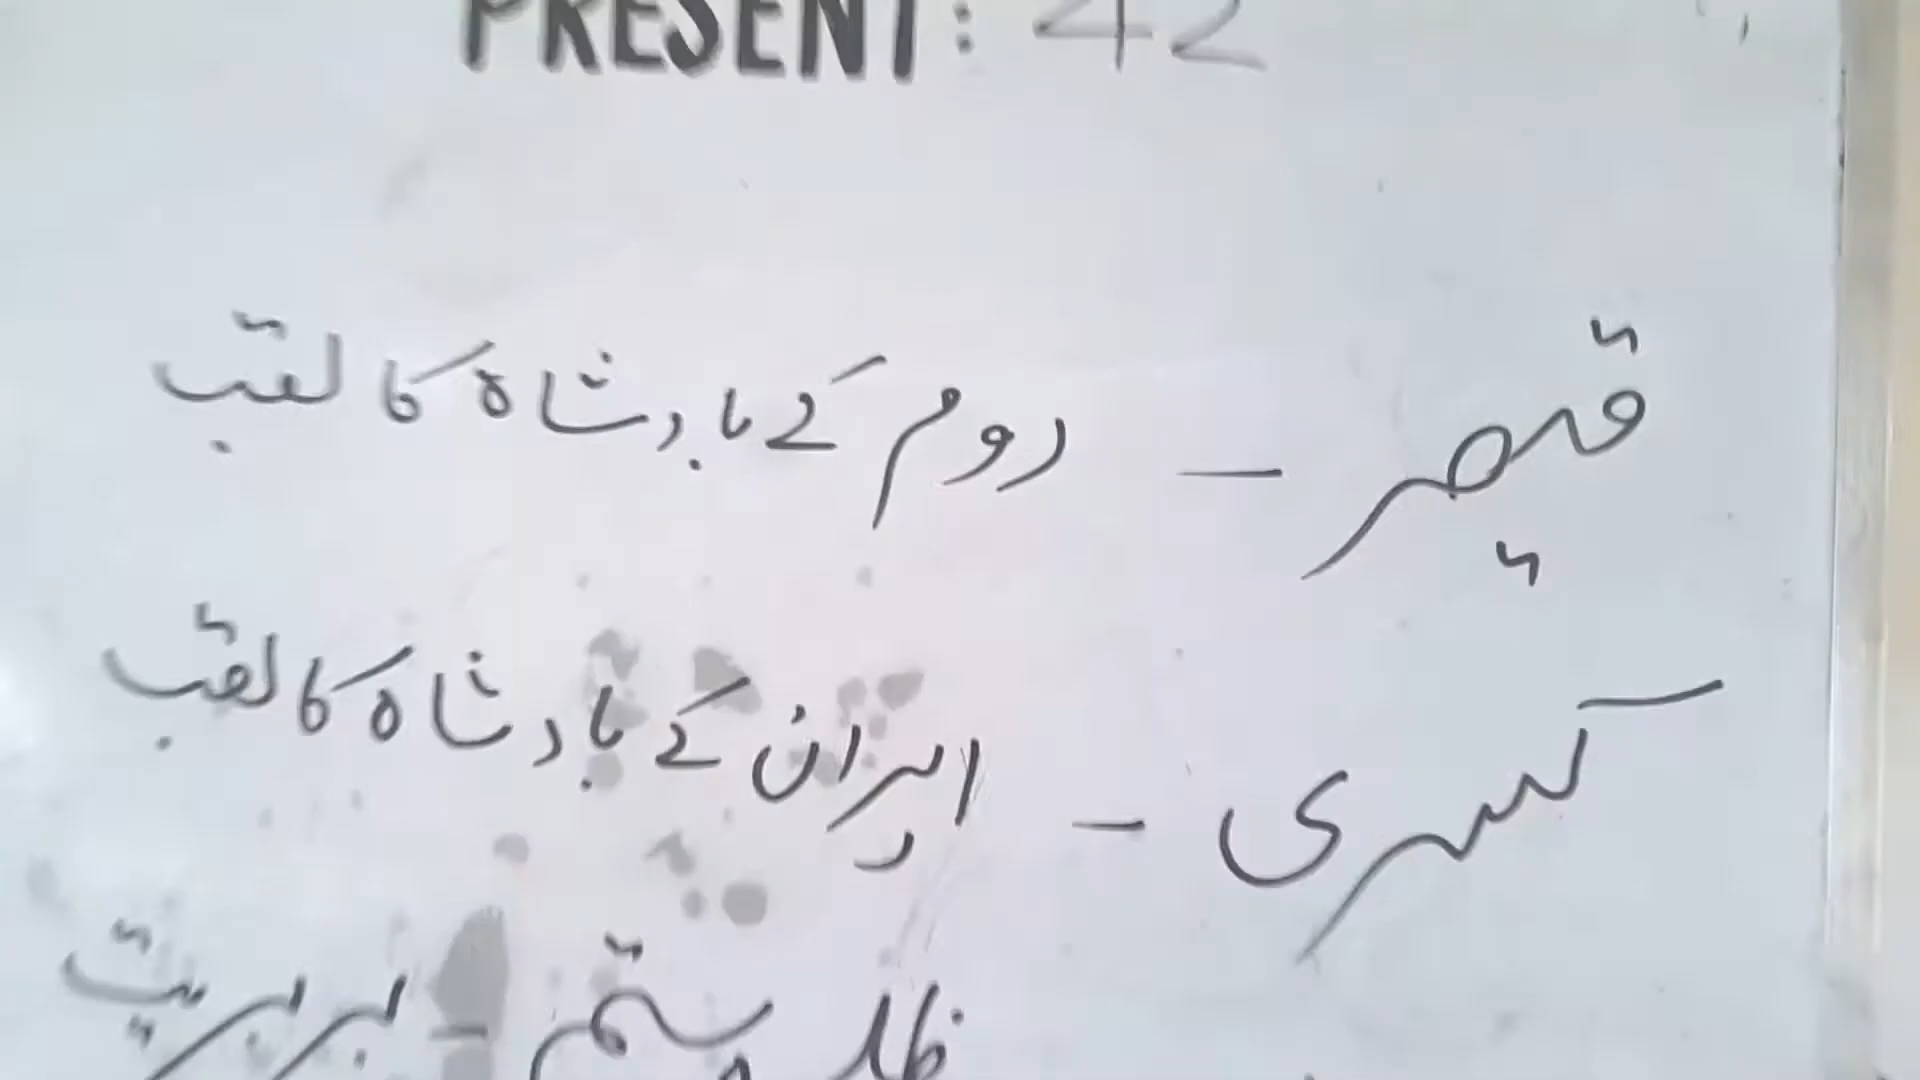 PRESENT: 42
قیصر – روم کے بادشاہ کا لقب
کسری – ایران کے بادشاہ کا لقب
ظلم و ستم – بربریت